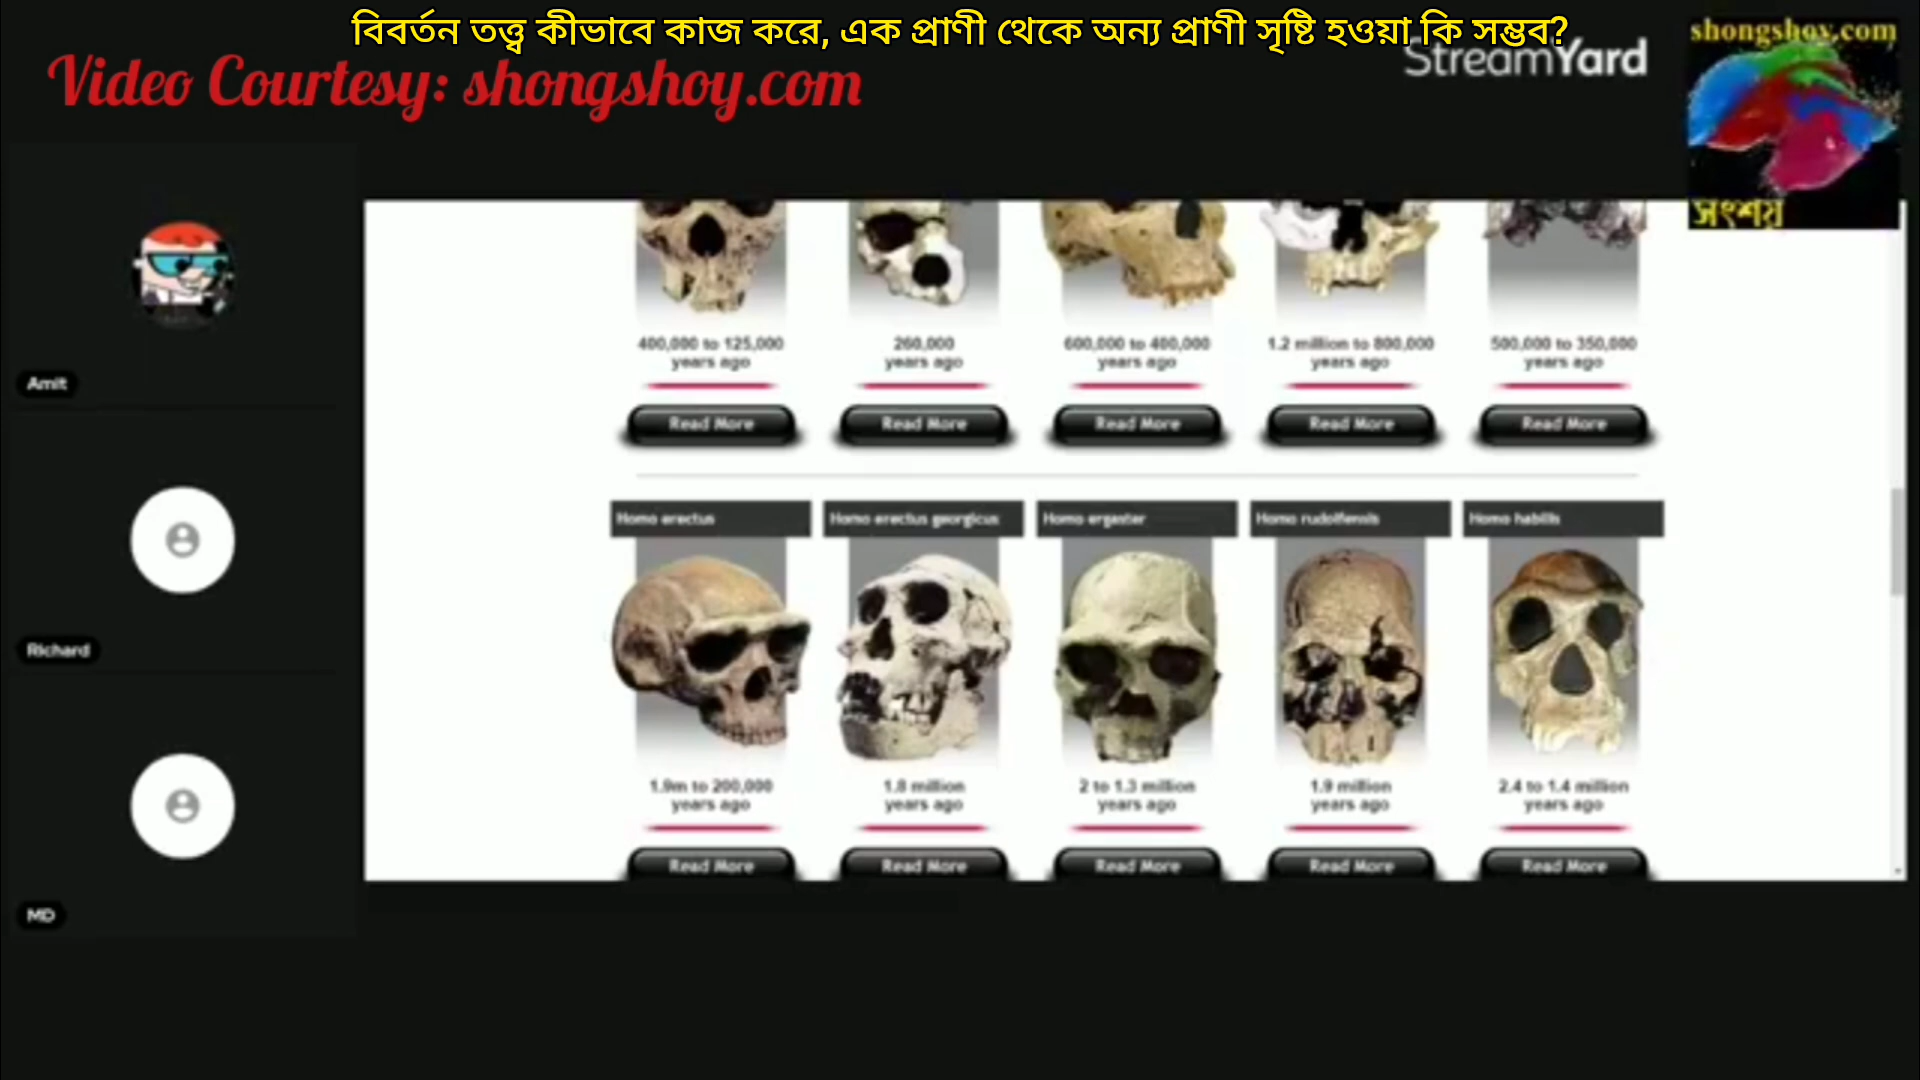 বিবর্তন তত্ত্ব কীভাবে কাজ করে, এক প্রাণী থেকে অন্য প্রাণী সৃষ্টি হওয়া কি সম্ভব?
Video Courtesy: shongshoy.com
StreamYard
shongshoy.com
সংশয়
Amit
Richard
MD
400,000 to 125,000 years ago
260,000 years ago
600,000 to 400,000 years ago
1.2 million to 800,000 years ago
500,000 to 350,000 years ago
Read More Read More Read More Read More Read More
Homo erectus
Homo erectus georgicus
Homo ergaster
Homo rudolfensis
Homo habilis
1.9m to 200,000 years ago
1.8 million years ago
2 to 1.3 million years ago
1.9 million years ago
2.4 to 1.4 million years ago
Read More Read More Read More Read More Read More